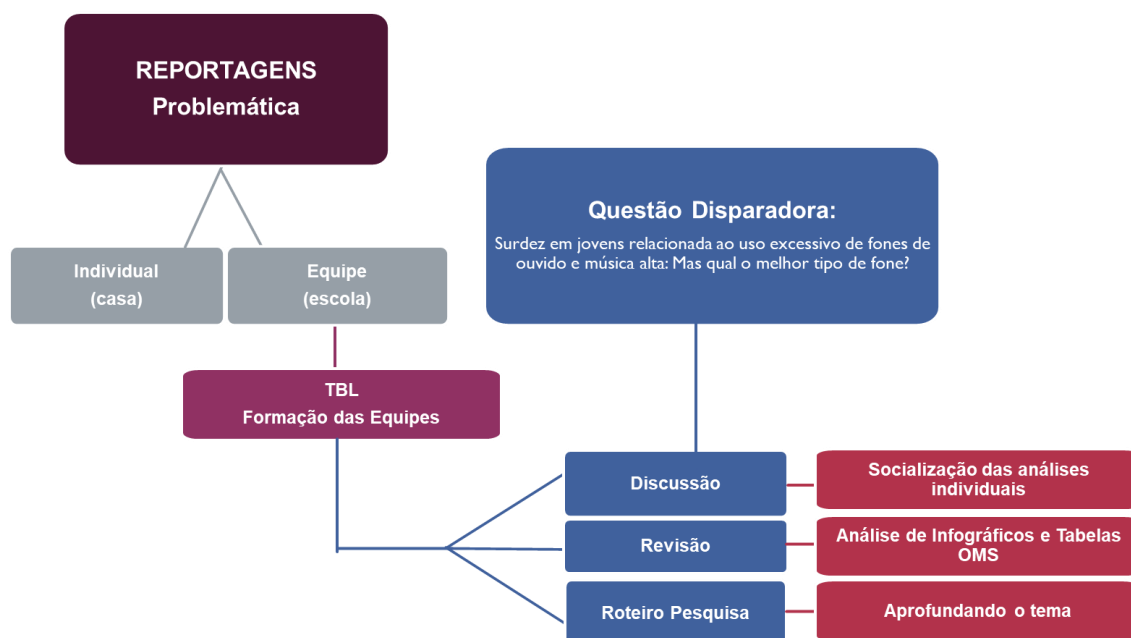 REPORTAGENS
Problemática
Individual
(casa)
Equipe
(escola)
TBL
Formação das Equipes
Questão Disparadora:
Surdez em jovens relacionada ao uso excessivo de fones de
ouvido e música alta: Mas qual o melhor tipo de fone?
Discussão
Socialização das análises
individuais
Revisão
Análise de Infográficos e Tabelas
OMS
Roteiro Pesquisa
Aprofundando o tema